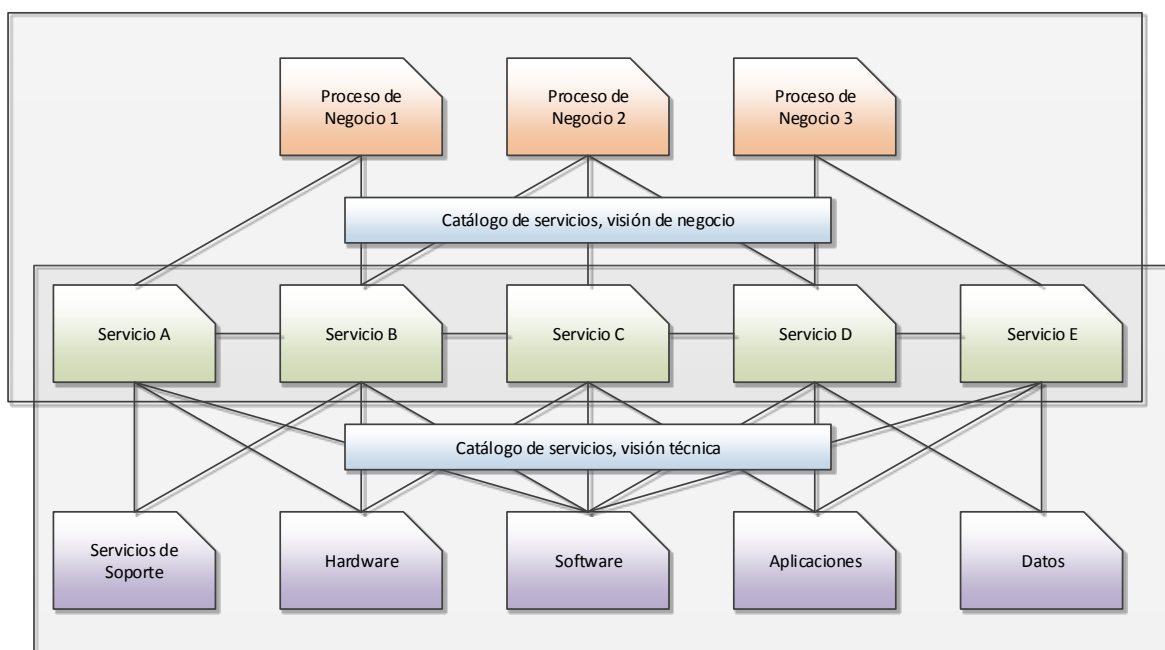 Proceso de
Negocio 1
Proceso de
Negocio 2
Proceso de
Negocio 3
Catálogo de servicios, visión de negocio
Servicio A
Servicio B
Servicio C
Servicio D
Servicio E
Catálogo de servicios, visión técnica
Servicios de
Soporte
Hardware
Software
Aplicaciones
Datos